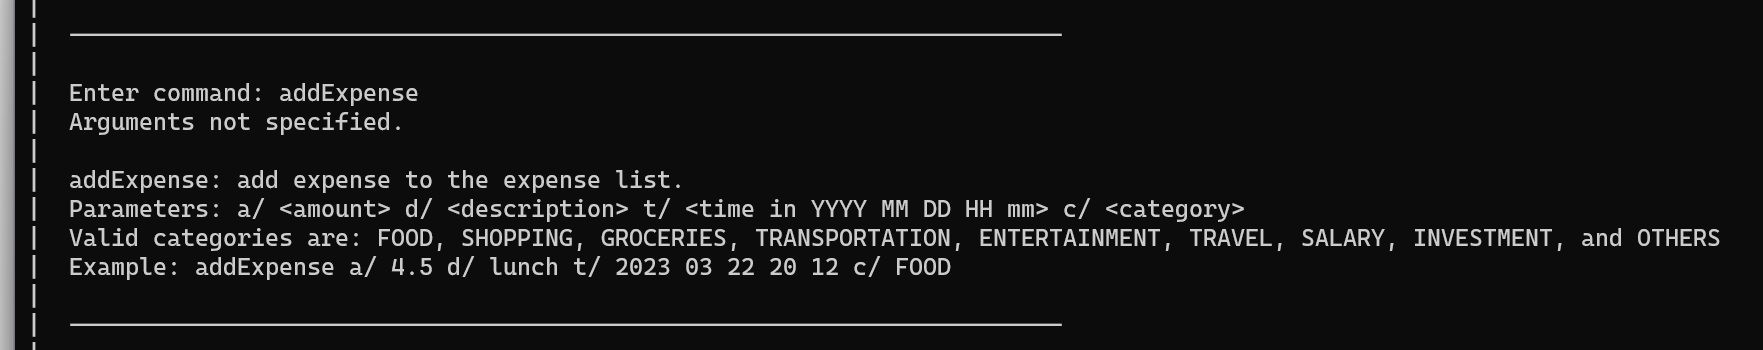 Enter command: addExpense
Arguments not specified.
addExpense: add expense to the expense list.
Parameters: a/ <amount> d/ <description> t/ <time in YYYY MM DD HH mm> c/ <category>
Valid categories are: FOOD, SHOPPING, GROCERIES, TRANSPORTATION, ENTERTAINMENT, TRAVEL, SALARY, INVESTMENT, and OTHERS
Example: addExpense a/ 4.5 d/ lunch t/ 2023 03 22 20 12 c/ FOOD